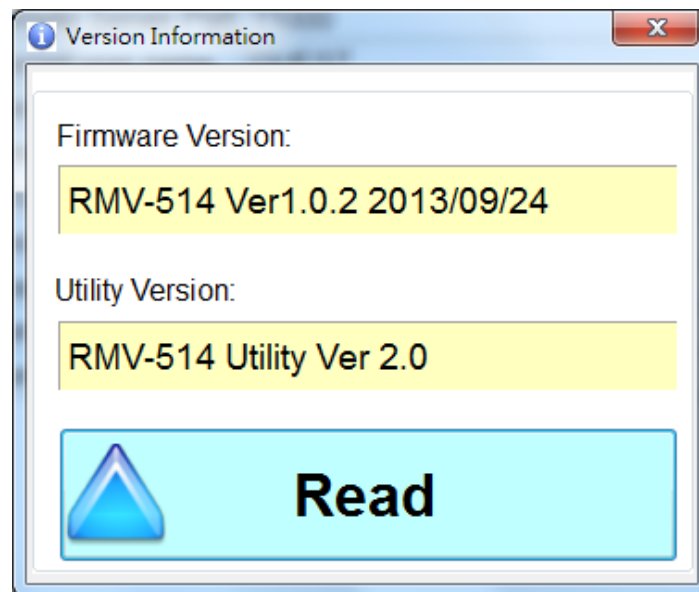 Version Information
Firmware Version:
RMV-514 Ver1.0.2 2013/09/24
Utility Version:
RMV-514 Utility Ver 2.0
Read